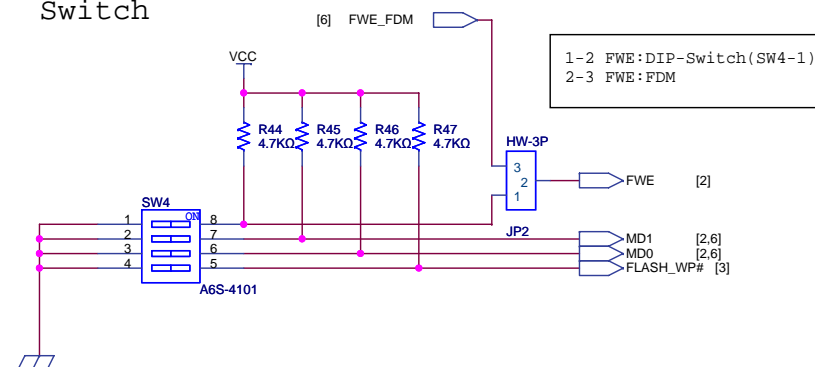 Switch
[6] FWE_FDM
1-2 FWE:DIP-Switch(SW4-1)
2-3 FWE:FDM
VCC
R44 R45 R46 R47
4.7KΩ 4.7KΩ 4.7KΩ 4.7KΩ
HW-3P
3
2
1
FWE [2]
JP2
SW4
ON
1 8
2 7
3 6
4 5
A6S-4101
MD1 [2,6]
MD0 [2,6]
FLASH_WP# [3]